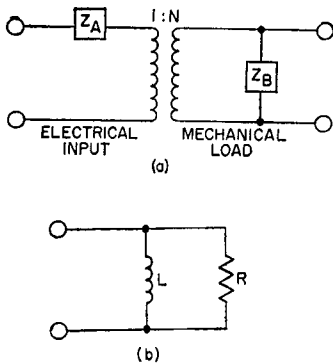 1:N
Z_A
Z_B
ELECTRICAL INPUT
MECHANICAL LOAD
(a)
L
R
(b)